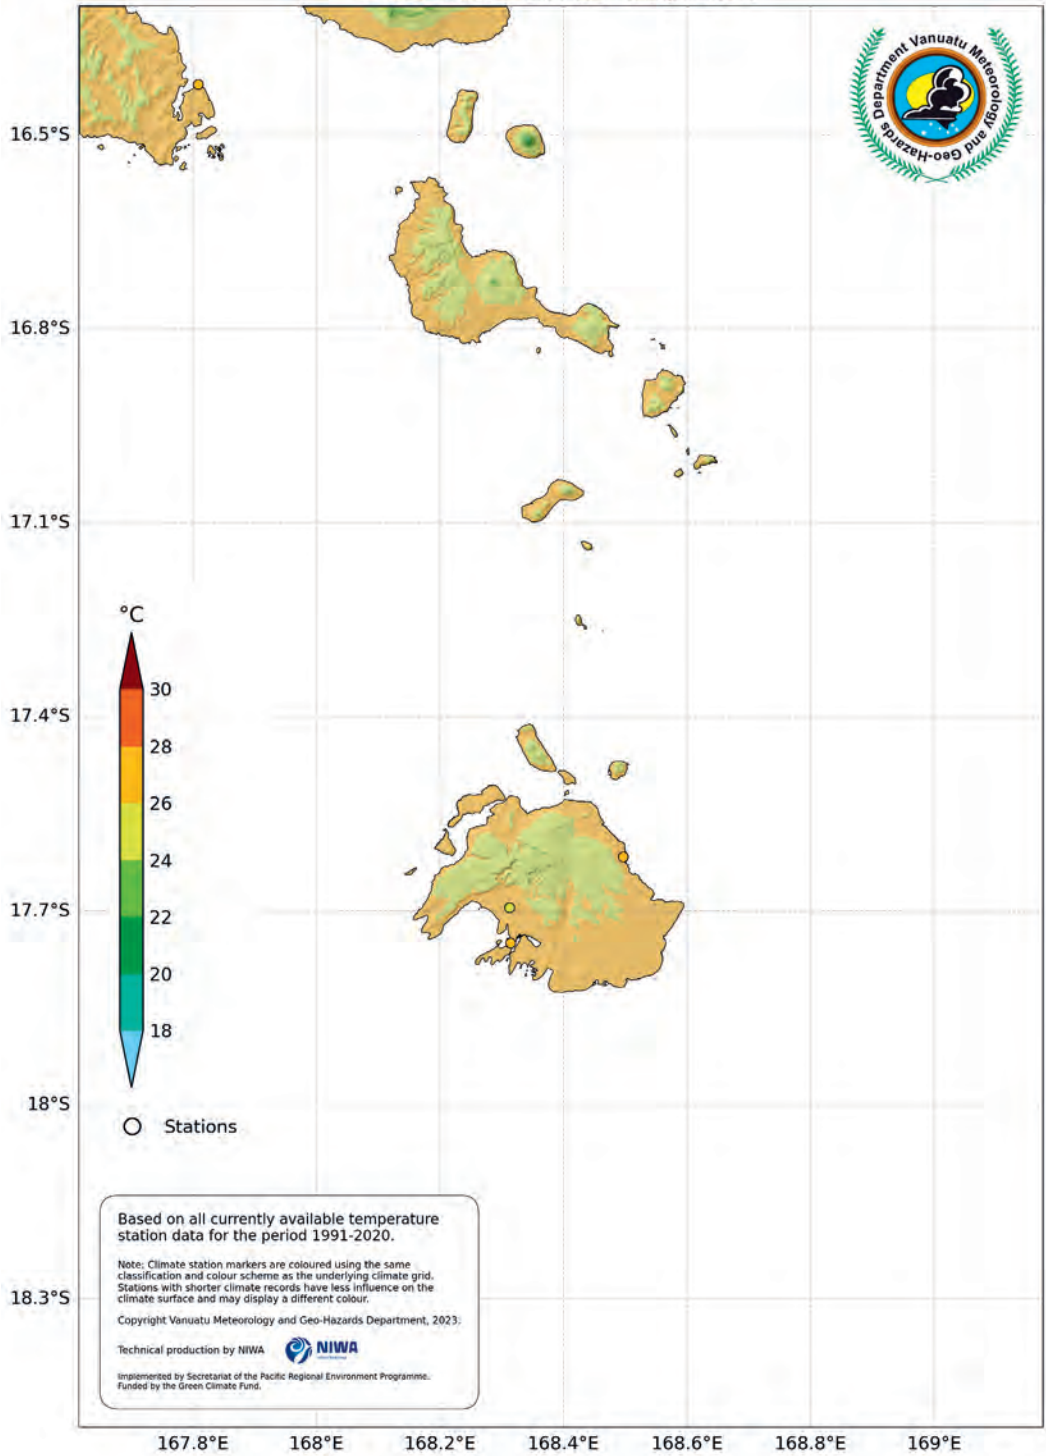 Vanuatu Meteorology and Geo-Hazards Department
16.5°S
16.8°S
17.1°S
17.4°S
17.7°S
18°S
18.3°S
°C
30
28
26
24
22
20
18
Stations
Based on all currently available temperature
station data for the period 1991-2020.
Note: Climate station markers are coloured using the same
classification and colour scheme as the underlying climate grid.
Stations with shorter climate records have less influence on the
climate surface and may display a different colour.
Copyright Vanuatu Meteorology and Geo-Hazards Department, 2023.
Technical production by NIWA
NIWA
Implemented by Secretariat of the Pacific Regional Environment Programme.
Funded by the Green Climate Fund.
167.8°E
168°E
168.2°E
168.4°E
168.6°E
168.8°E
169°E